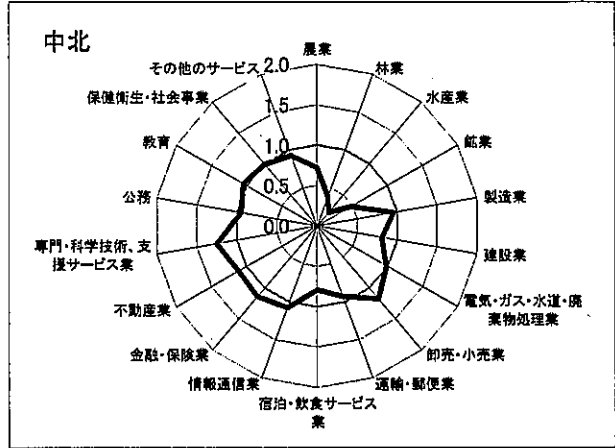 中北
農業
林業
水産業
鉱業
製造業
建設業
電気・ガス・水道・廃
棄物処理業
卸売・小売業
運輸・郵便業
宿泊・飲食サービス
業
情報通信業
金融・保険業
不動産業
専門・科学技術、支
援サービス業
公務
教育
保健衛生・社会事業
その他のサービス
2.0
1.5
1.0
0.5
0.0